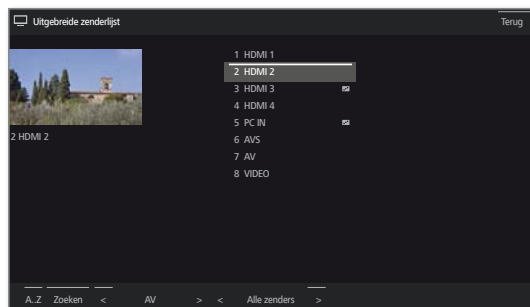 Uitgebreide zenderlijst
Terug
1 HDMI 1
2 HDMI 2
3 HDMI 3
4 HDMI 4
5 PC IN
6 AVS
7 AV
8 VIDEO
2 HDMI 2
A..Z Zoeken < AV > < Alle zenders >